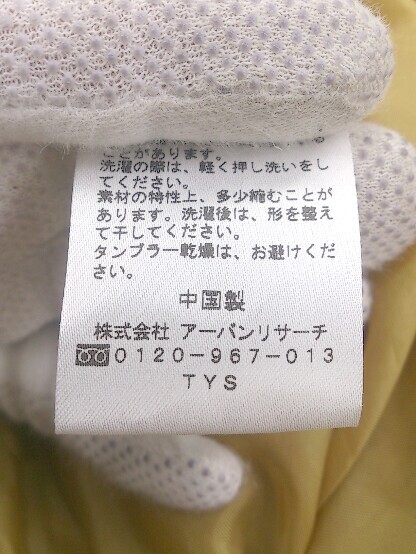 ことがあります。
洗濯の際は、軽く押し洗いをし
てください。
素材の特性上、多少縮むことが
あります。洗濯後は、形を整え
て干してください。
タンブラー乾燥は、お避けくだ
さい。
中国製
株式会社 アーバンリサーチ
0120-967-013
TYS